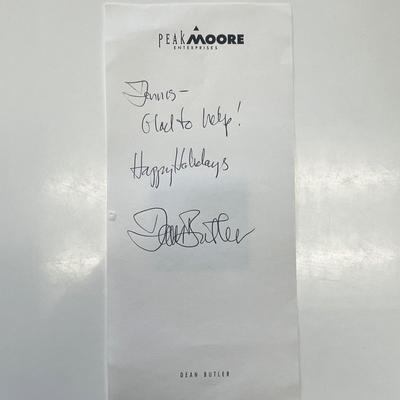 PEAK MOORE
ENTERPRISES
Dennis-
Glad to help!
Happy Holidays
Dean Butler
DEAN BUTLER